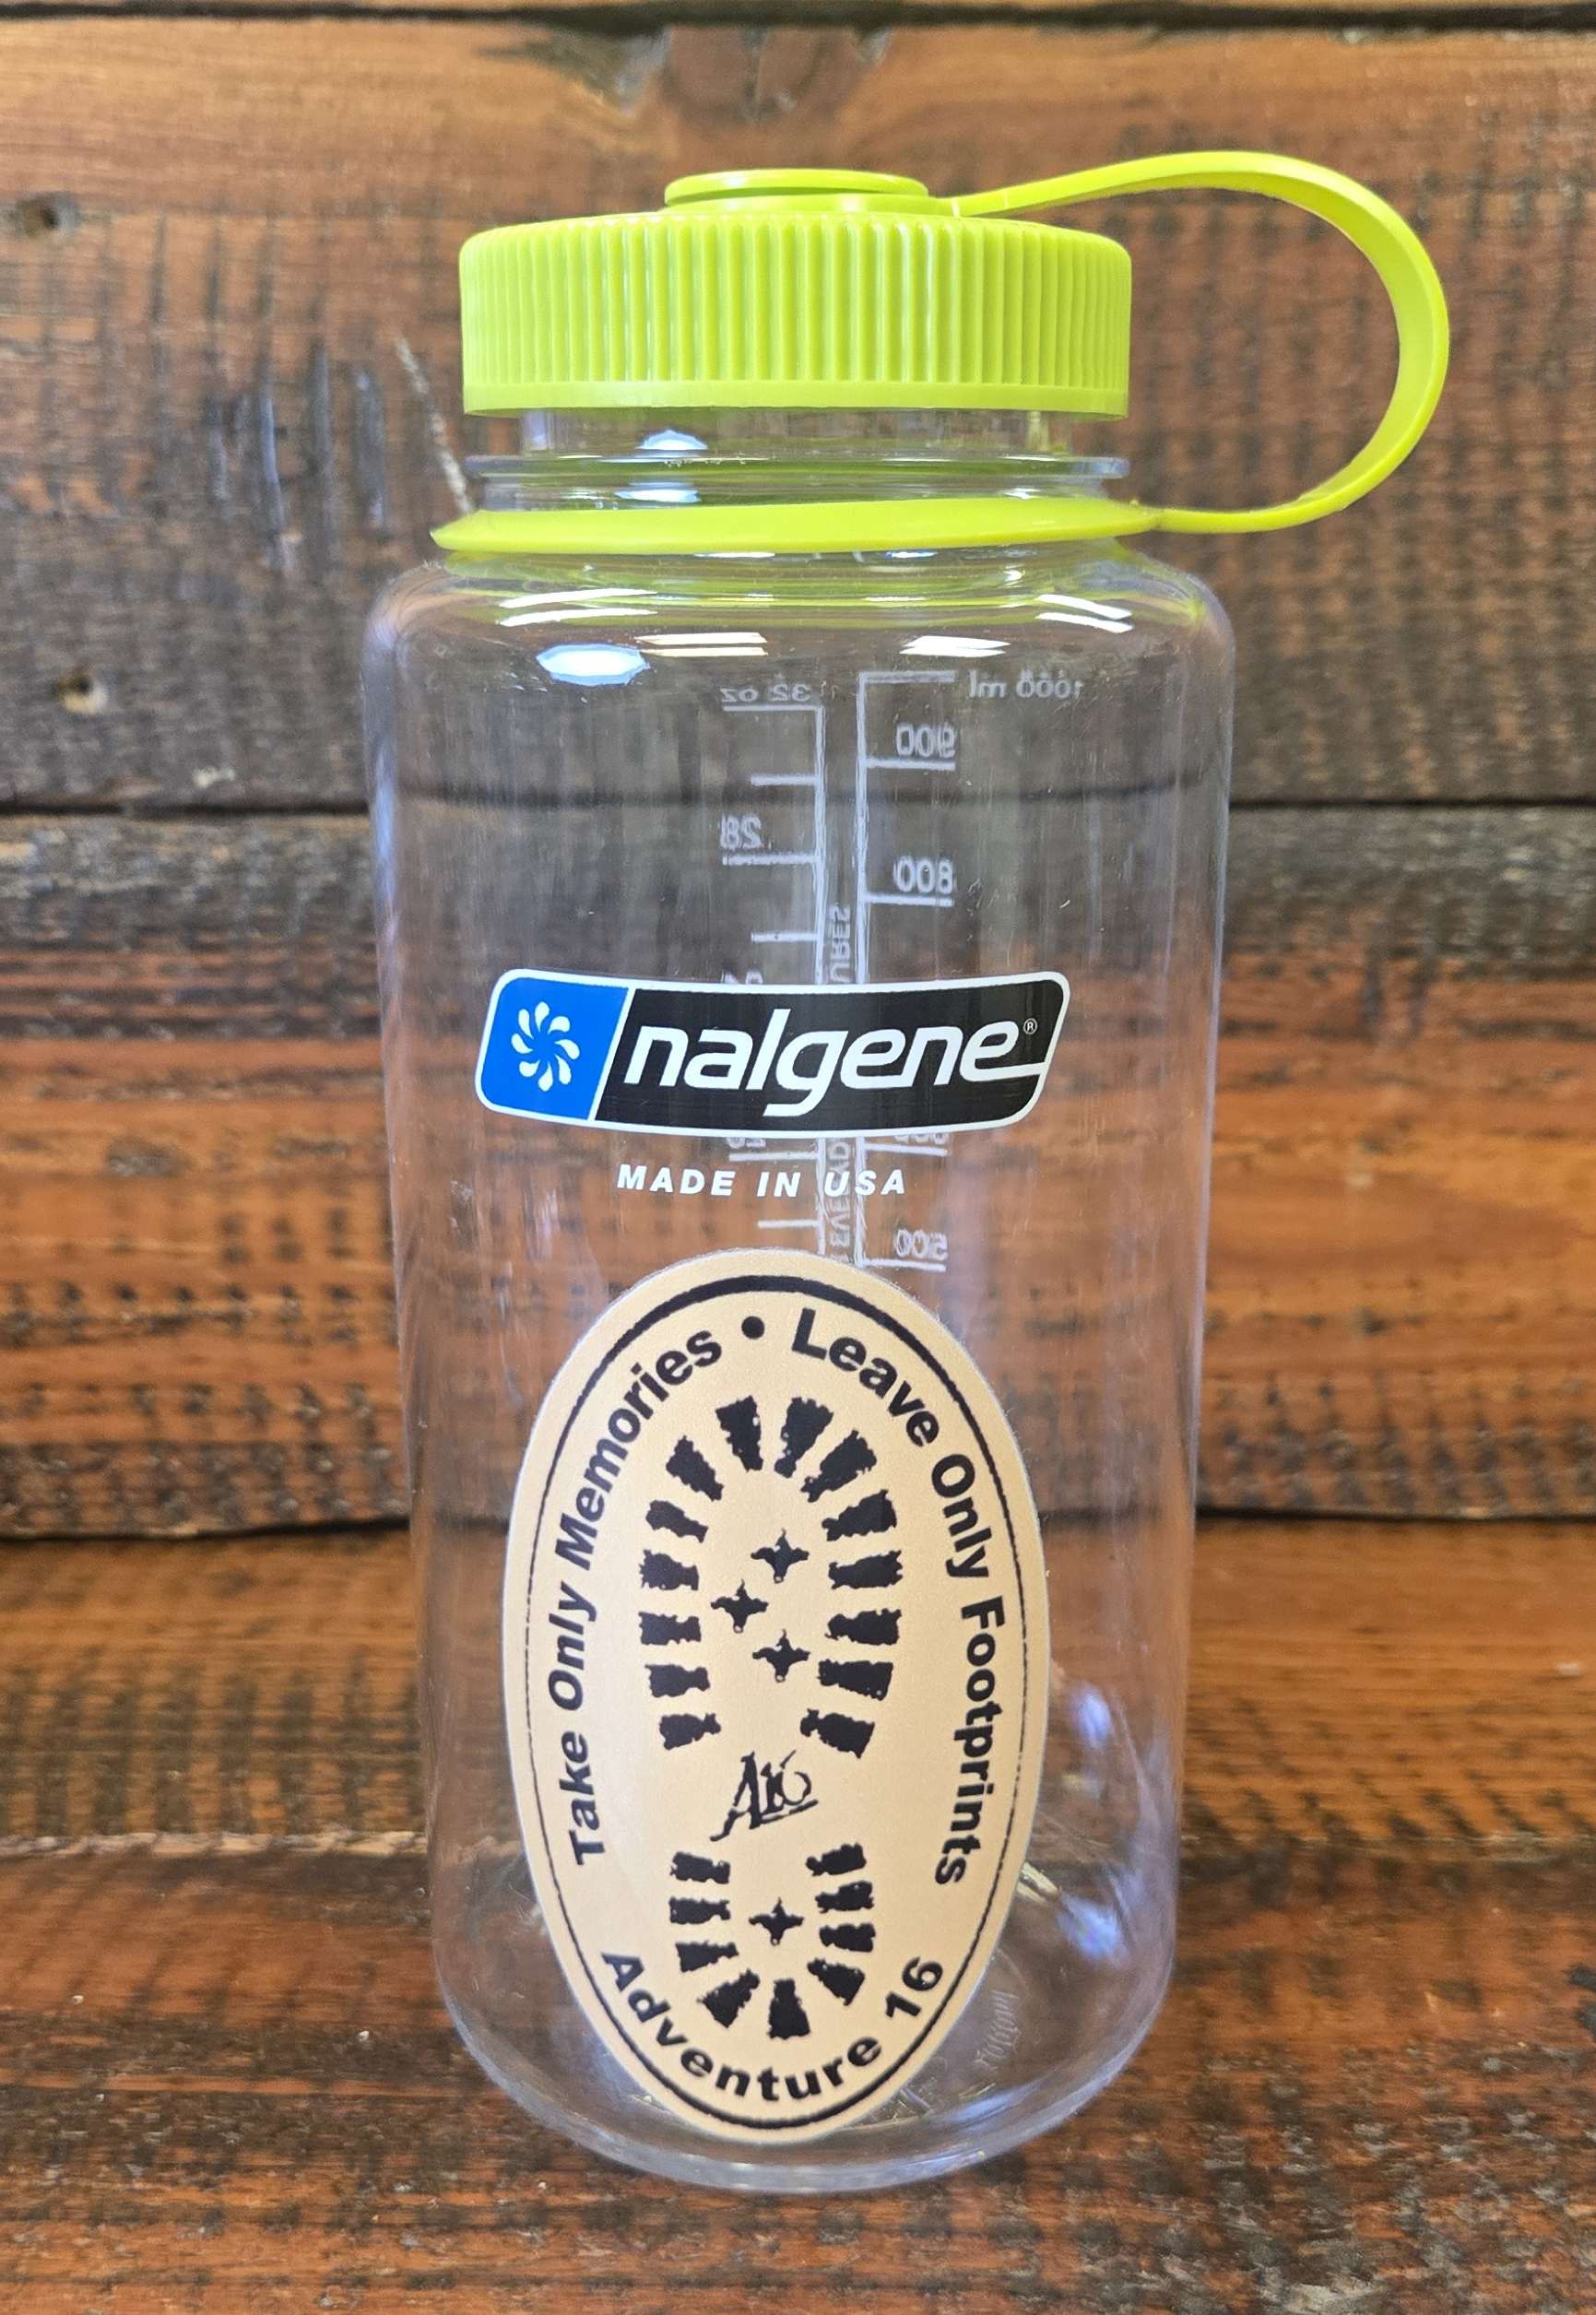 32 oz
1000 ml
900
28
800
nalgene®
MADE IN USA
500
Take Only Memories • Leave Only Footprints
A16
Adventure 16